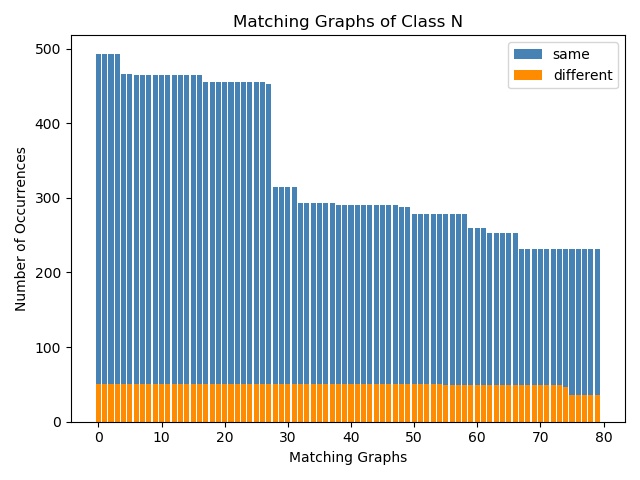 Matching Graphs of Class N
same
different
Number of Occurrences
500
400
300
200
100
0
0 10 20 30 40 50 60 70 80
Matching Graphs